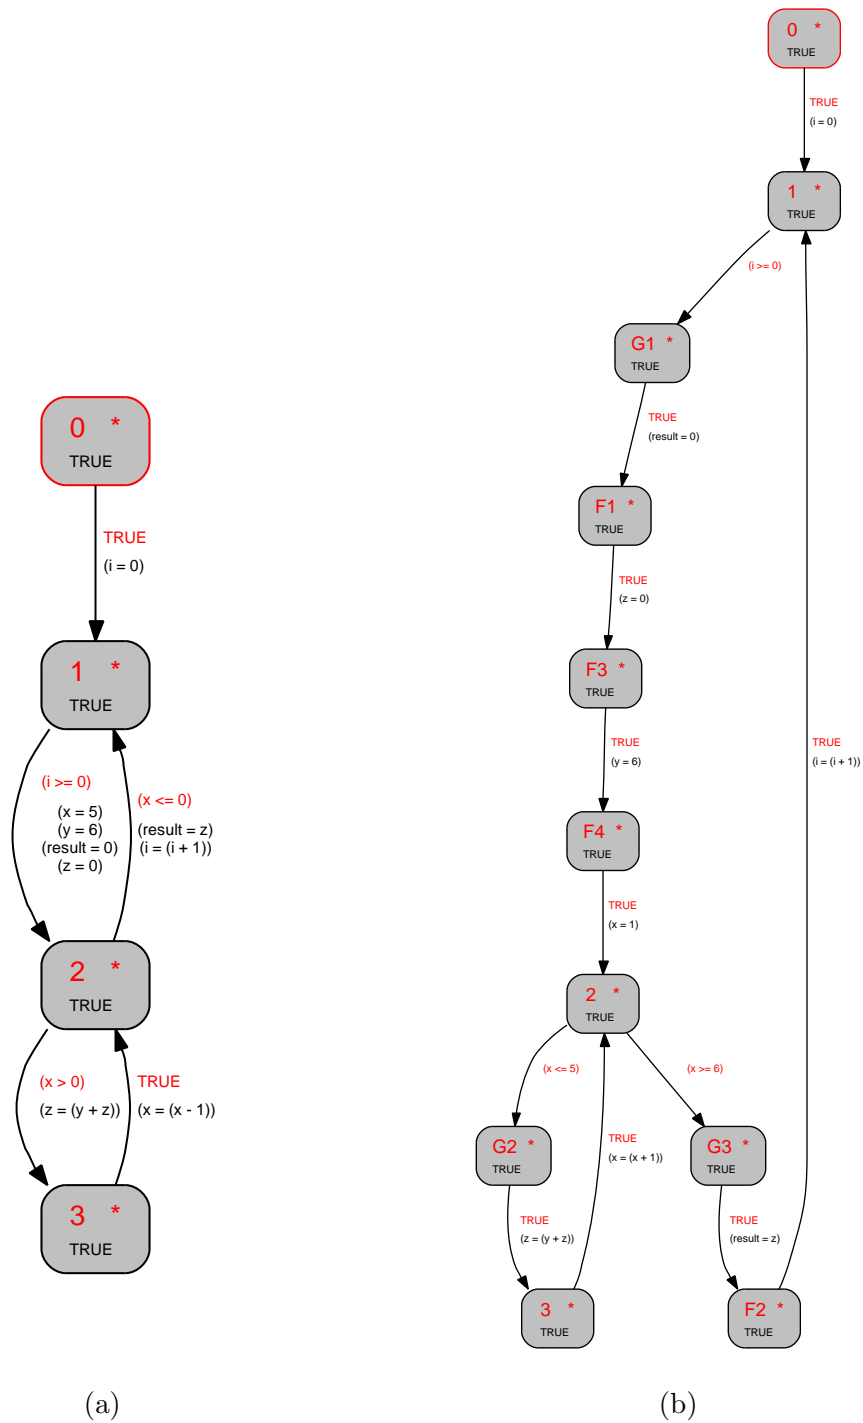 0 *
TRUE
TRUE
(i = 0)
1 *
TRUE
(i >= 0)
(x = 5)
(y = 6)
(result = 0)
(z = 0)
(x <= 0)
(result = z)
(i = (i + 1))
2 *
TRUE
(x > 0)
(z = (y + z))
TRUE
(x = (x - 1))
3 *
TRUE
(a)
0 *
TRUE
TRUE
(i = 0)
1 *
TRUE
(i >= 0)
G1 *
TRUE
TRUE
(result = 0)
F1 *
TRUE
TRUE
(z = 0)
F3 *
TRUE
TRUE
(y = 6)
TRUE
(i = (i + 1))
F4 *
TRUE
TRUE
(x = 1)
2 *
TRUE
(x <= 5)
(x >= 6)
G2 *
TRUE
TRUE
(x = (x + 1))
G3 *
TRUE
TRUE
(z = (y + z))
TRUE
(result = z)
3 *
TRUE
F2 *
TRUE
(b)